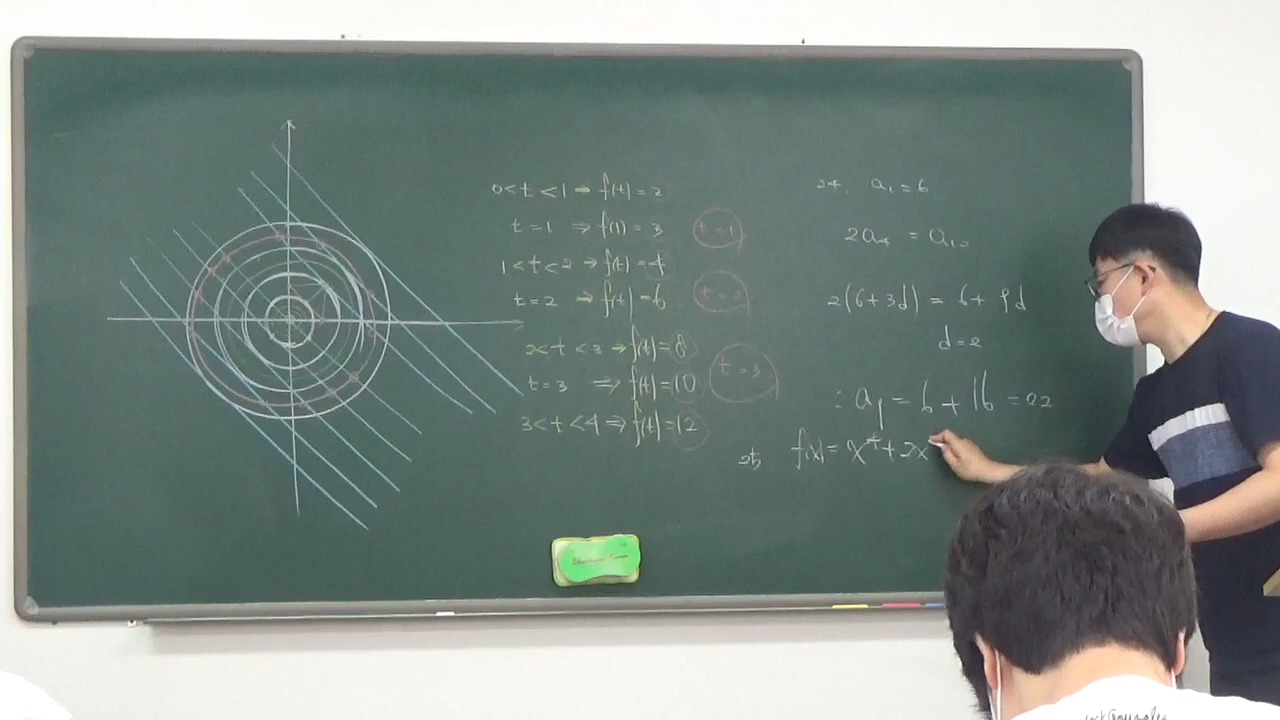 0<t<1 ⇒ f(t)=2
t=1 ⇒ f(1)=3
t=1
1<t<2 ⇒ f(t)=4
t=2 ⇒ f(t)=6
t=2
2<t<3 ⇒ f(t)=8
t=3 ⇒ f(t)=10
t=3
3<t<4 ⇒ f(t)=12
24. a₁=6
2a₄ = a₁₀
2(6+3d) = 6+9d
d=2
∴ a₉ = 6+16 = 22
25 f(x)= x⁴+2x